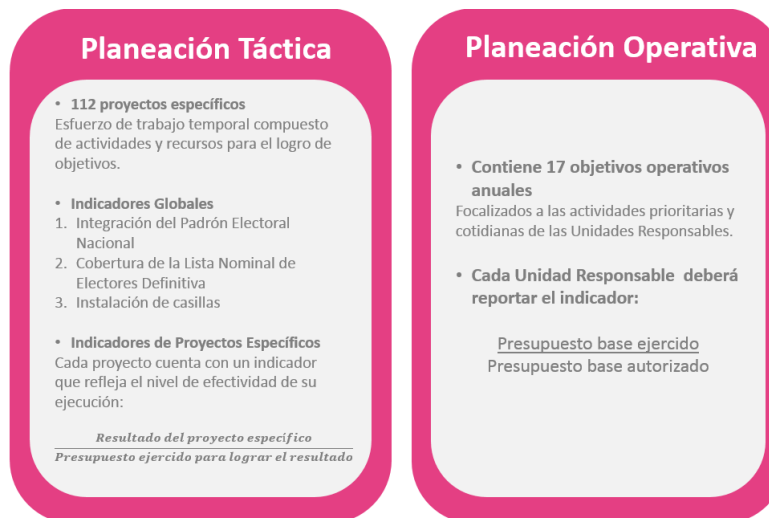 Planeación Táctica
• 112 proyectos específicos
Esfuerzo de trabajo temporal compuesto
de actividades y recursos para el logro de
objetivos.
• Indicadores Globales
1. Integración del Padrón Electoral
Nacional
2. Cobertura de la Lista Nominal de
Electores Definitiva
3. Instalación de casillas
• Indicadores de Proyectos Específicos
Cada proyecto cuenta con un indicador
que refleja el nivel de efectividad de su
ejecución:
Resultado del proyecto específico
Presupuesto ejercido para lograr el resultado
Planeación Operativa
• Contiene 17 objetivos operativos
anuales
Focalizados a las actividades prioritarias y
cotidianas de las Unidades Responsables.
• Cada Unidad Responsable deberá
reportar el indicador:
Presupuesto base ejercido
Presupuesto base autorizado